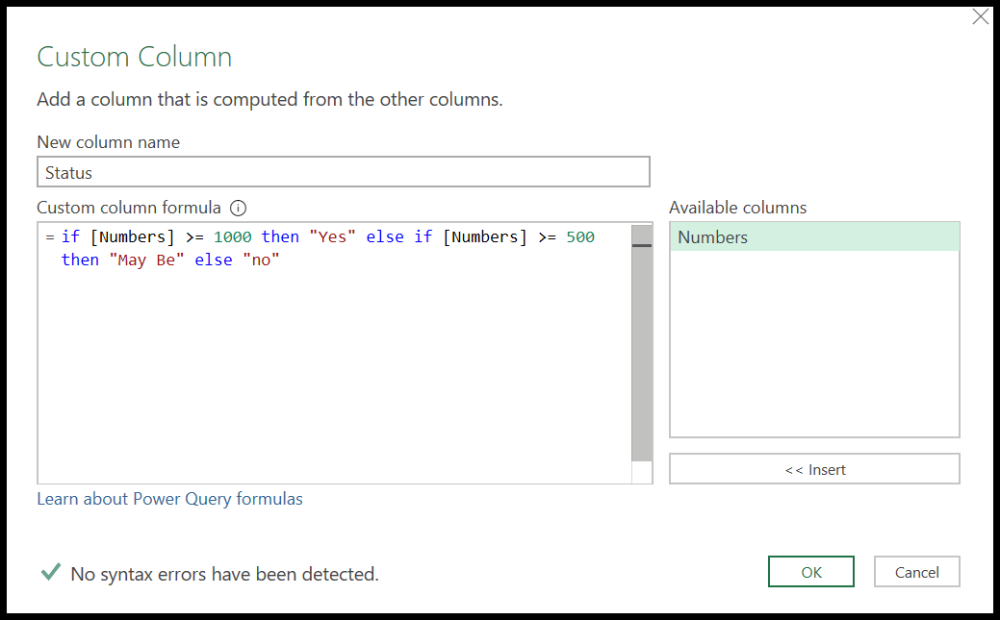 Custom Column
Add a column that is computed from the other columns.
New column name
Status
Custom column formula
= if [Numbers] >= 1000 then "Yes" else if [Numbers] >= 500
then "May Be" else "no"
Available columns
Numbers
<< Insert
Learn about Power Query formulas
No syntax errors have been detected.
OK
Cancel